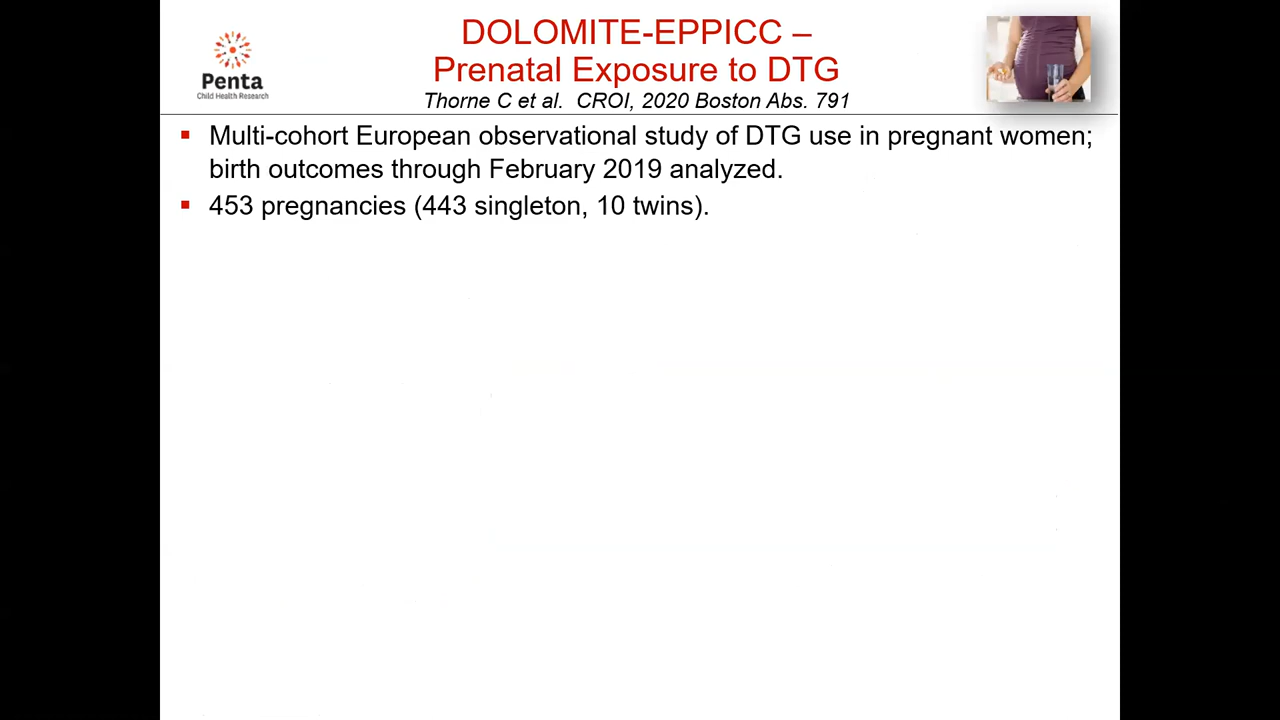 DOLOMITE-EPPICC –
Prenatal Exposure to DTG
Thorne C et al. CROI, 2020 Boston Abs. 791
Penta
Child Health Research
▪ Multi-cohort European observational study of DTG use in pregnant women;
birth outcomes through February 2019 analyzed.
▪ 453 pregnancies (443 singleton, 10 twins).